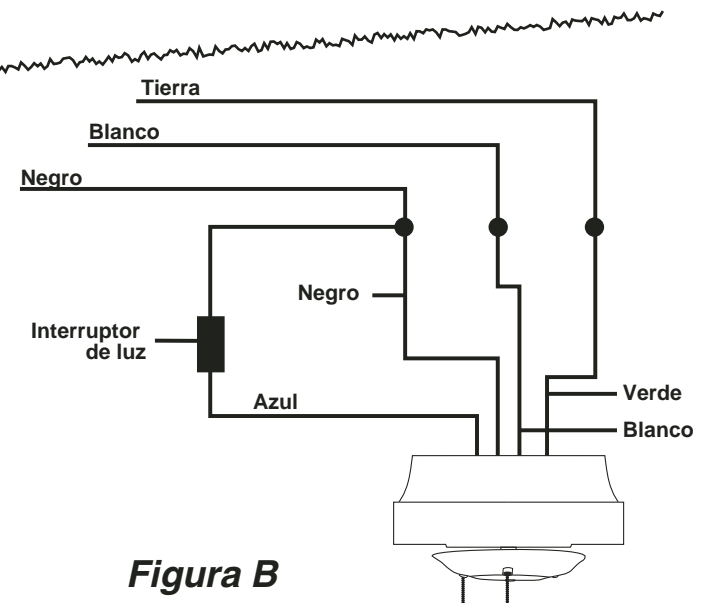 Tierra
Blanco
Negro
Negro
Interruptor
de luz
Azul
Verde
Blanco
Figura B